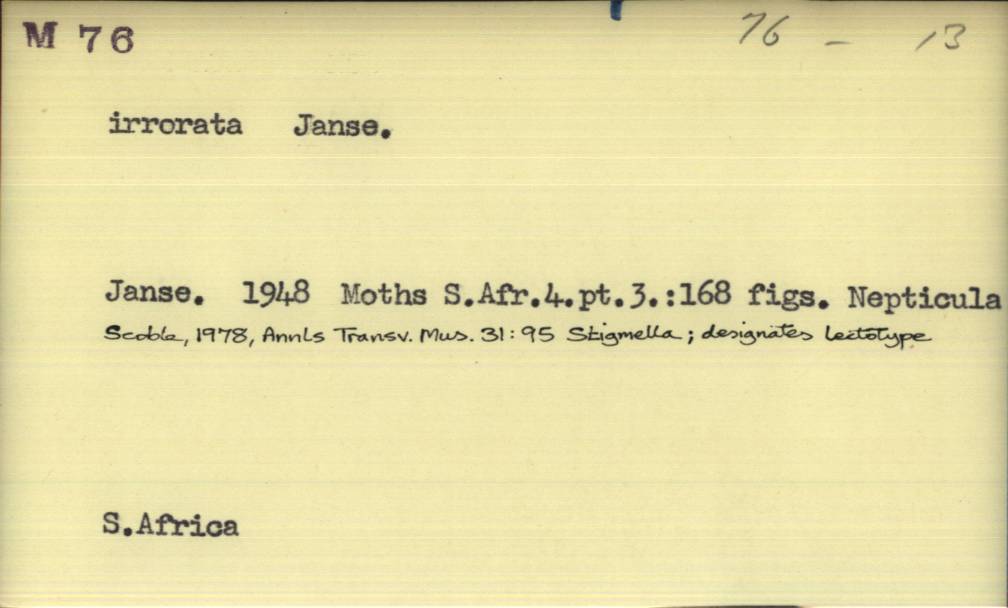 M 76 76 - 13
irrorata Janse.
Janse. 1948 Moths S.Afr.4.pt.3.:168 figs. Nepticula
Scoble, 1978, Annls Transv. Mus. 31:95 Stigmella; designates lectotype
S.Africa